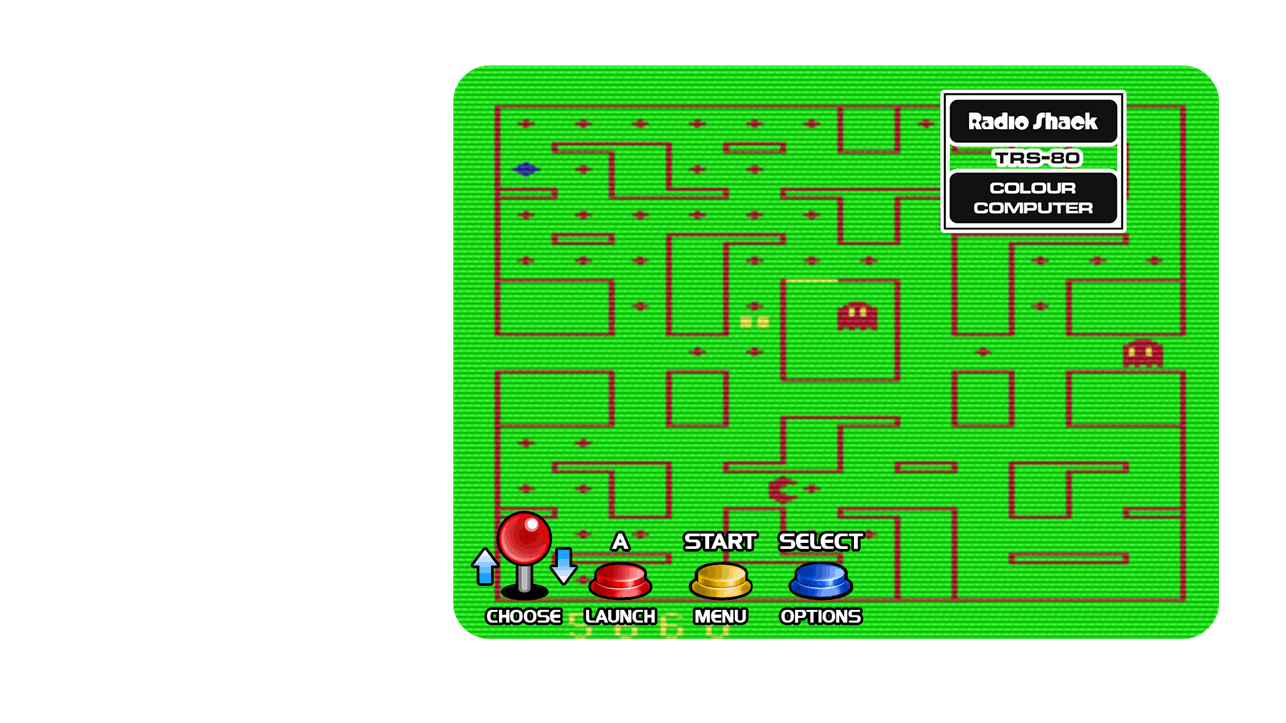 Radio Shack
TRS-80
COLOUR
COMPUTER
A START SELECT
CHOOSE LAUNCH MENU OPTIONS